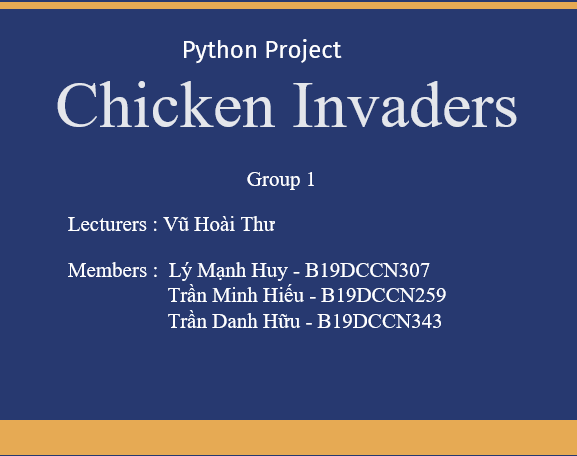 Python Project
Chicken Invaders
Group 1
Lecturers : Vũ Hoài Thư
Members : Lý Mạnh Huy - B19DCCN307
Trần Minh Hiếu - B19DCCN259
Trần Danh Hữu - B19DCCN343